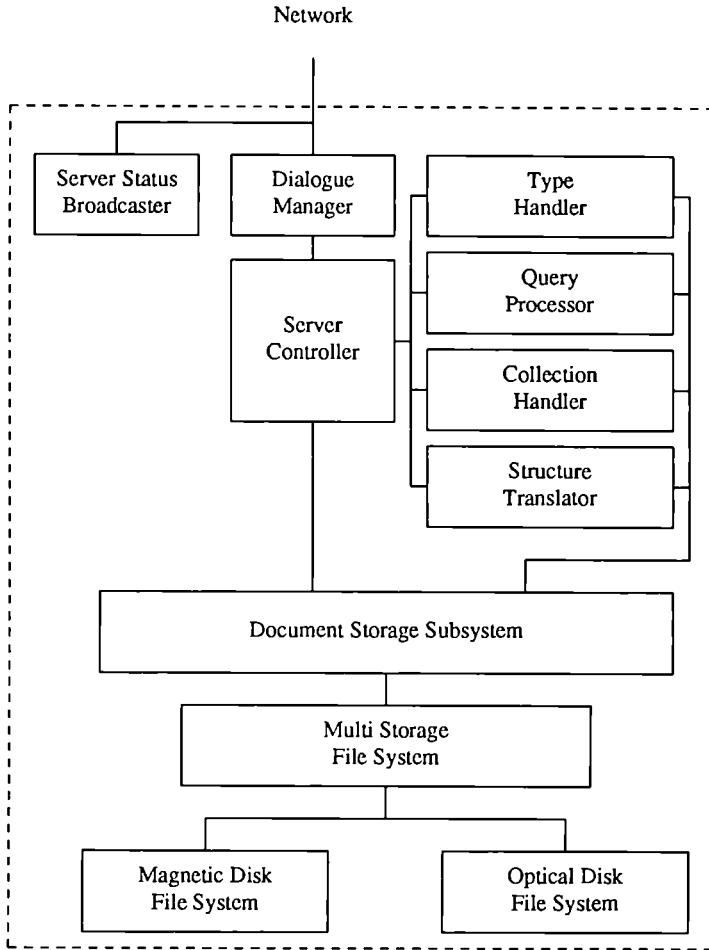 Network
Server Status
Broadcaster
Dialogue
Manager
Type
Handler
Query
Processor
Server
Controller
Collection
Handler
Structure
Translator
Document Storage Subsystem
Multi Storage
File System
Magnetic Disk
File System
Optical Disk
File System